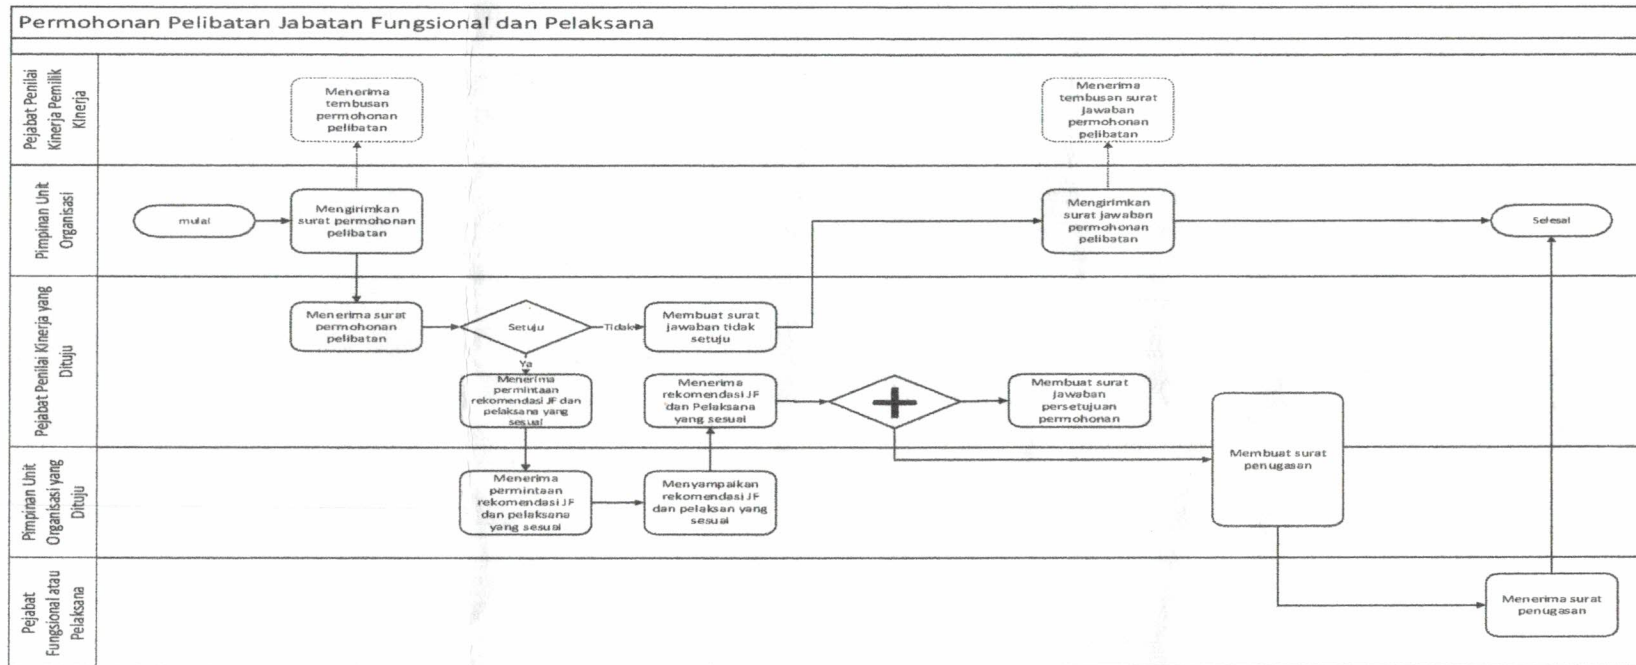 Permohonan Pelibatan Jabatan Fungsional dan Pelaksana
Pejabat Penilai
Kinerja Pemilik
Kinerja
Menerima
tembusan
permohonan
pelibatan
Menerima
tembusan surat
jawaban
permohonan
pelibatan
Pimpinan Unit
Organisasi
mulai
Mengirimkan
surat permohonan
pelibatan
Mengirimkan
surat jawaban
permohonan
pelibatan
Selesai
Pejabat Penilai Kinerja yang
Dituju
Menerima surat
permohonan
pelibatan
Setuju
Tidak
Membuat surat
jawaban tidak
setuju
Ya
Menerima
permintaan
rekomendasi JF dan
pelaksana yang
sesuai
Menerima
rekomendasi JF
dan Pelaksana
yang sesuai
Membuat surat
jawaban
persetujuan
permohonan
Membuat surat
penugasan
Pimpinan Unit
Organisasi yang
Dituju
Menerima
permintaan
rekomendasi JF
dan pelaksana
yang sesuai
Menyampaikan
rekomendasi JF
dan pelaksan yang
sesuai
Pejabat
Fungsional atau
Pelaksana
Menerima surat
penugasan